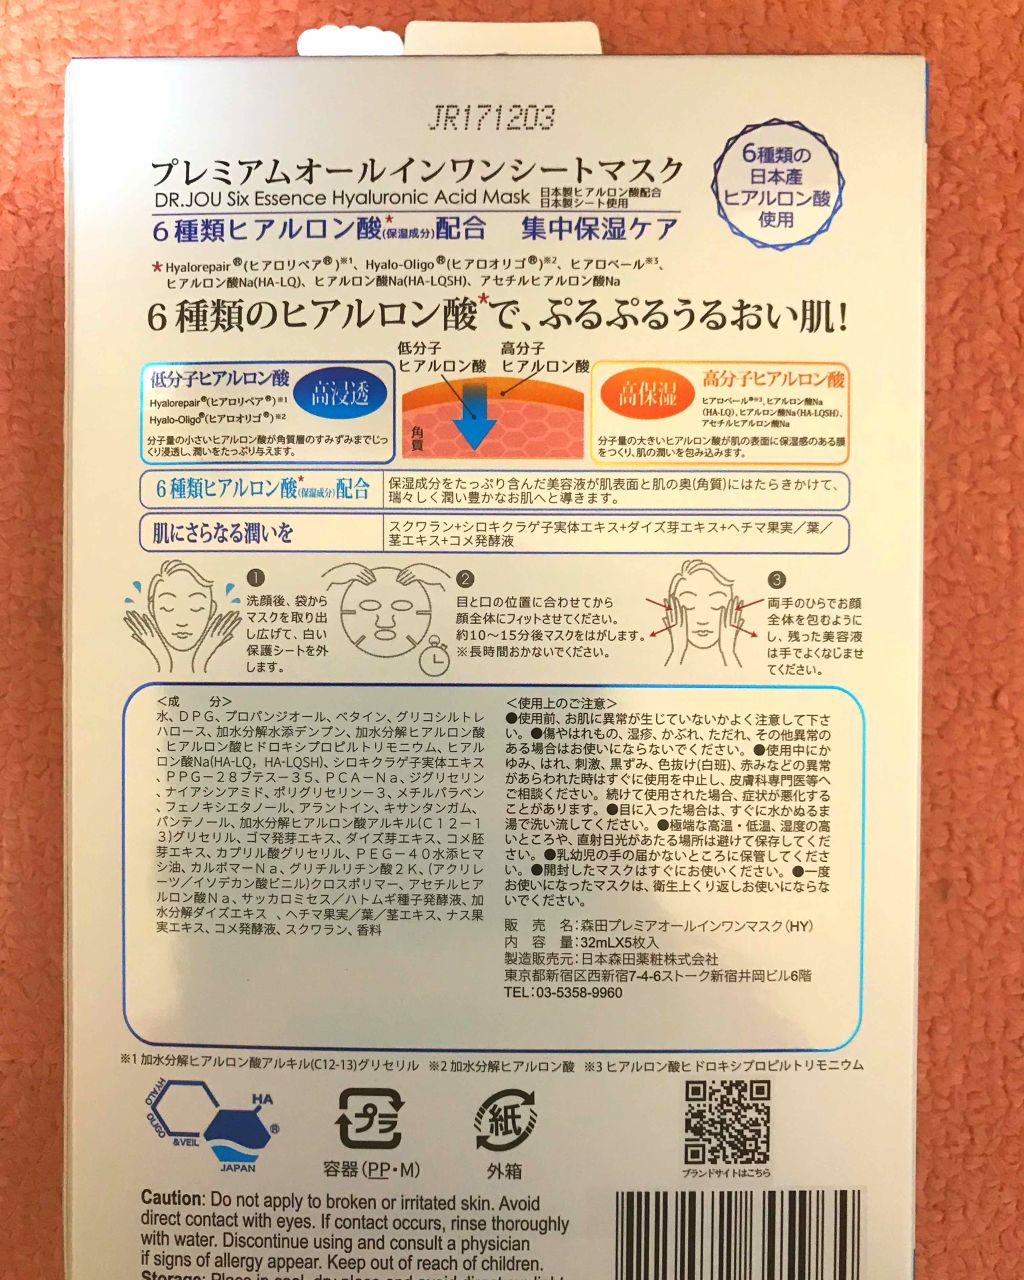 JR171203
プレミアムオールインワンシートマスク
DR.JOU Six Essence Hyaluronic Acid Mask 日本製ヒアルロン酸配合
日本製シート使用
6種類の
日本産
ヒアルロン酸
使用
6種類ヒアルロン酸*(保湿成分)配合 集中保湿ケア
*Hyalorepair®(ヒアロリペア®)※1、Hyalo-Oligo®(ヒアロオリゴ®)※2、ヒアロベール※3、
ヒアルロン酸Na(HA-LQ)、ヒアルロン酸Na(HA-LQSH)、アセチルヒアルロン酸Na
6種類のヒアルロン酸*で、ぷるぷるうるおい肌!
低分子ヒアルロン酸
高浸透
Hyalorepair®(ヒアロリペア®)※1
Hyalo-Oligo®(ヒアロオリゴ®)※2
分子量の小さいヒアルロン酸が角質層のすみずみまでじっ
くり浸透し、潤いをたっぷり与えます。
低分子
ヒアルロン酸
高分子
ヒアルロン酸
角質
高保湿
高分子ヒアルロン酸
ヒアロベール®※3、ヒアルロン酸Na
(HA-LQ)、ヒアルロン酸Na(HA-LQSH)、
アセチルヒアルロン酸Na
分子量の大きいヒアルロン酸が肌の表面に保湿感のある膜
をつくり、肌の潤いを包み込みます。
6種類ヒアルロン酸*(保湿成分)配合
保湿成分をたっぷり含んだ美容液が肌表面と肌の奥(角質)にはたらきかけて、
瑞々しく潤い豊かなお肌へと導きます。
肌にさらなる潤いを
スクワラン+シロキクラゲ子実体エキス+ダイズ芽エキス+ヘチマ果実/葉/
茎エキス+コメ発酵液
1
洗顔後、袋から
マスクを取り出
し広げて、白い
保護シートを外
します。
2
目と口の位置に合わせてから
顔全体にフィットさせてください。
約10〜15分後マスクをはがします。
※長時間おかないでください。
3
両手のひらでお顔
全体を包むように
し、残った美容液
は手でよくなじませ
てください。
<成 分>
水、DPG、プロパンジオール、ベタイン、グリコシルトレ
ハロース、加水分解水添デンプン、加水分解ヒアルロン酸
、ヒアルロン酸ヒドロキシプロピルトリモニウム、ヒアル
ロン酸Na(HA-LQ, HA-LQSH)、シロキクラゲ子実体エキス
、PPG-28ブテス-35、PCA-Na、ジグリセリン
、ナイアシンアミド、ポリグリセリン-3、メチルパラベン
、フェノキシエタノール、アラントイン、キサンタンガム、
パンテノール、加水分解ヒアルロン酸アルキル(C12-1
3)グリセリル、ゴマ発芽エキス、ダイズ芽エキス、コメ胚
芽エキス、カプリル酸グリセリル、PEG-40水添ヒマ
シ油、カルボマーNa、グリチルリチン酸2K、(アクリレ
ーツ/イソデカン酸ビニル)クロスポリマー、アセチルヒア
ルロン酸Na、サッカロミセス/ハトムギ種子発酵液、加
水分解ダイズエキス 、ヘチマ果実/葉/茎エキス、ナス果
実エキス、コメ発酵液、スクワラン、香料
<使用上のご注意>
●使用前、お肌に異常が生じていないかよく注意して下さ
い。●傷やはれもの、湿疹、かぶれ、ただれ、その他異常の
ある場合はお使いにならないでください。●使用中にか
ゆみ、はれ、刺激、黒ずみ、色抜け(白斑)、赤みなどの異常
があらわれた時はすぐに使用を中止し、皮膚科専門医等へ
ご相談ください。続けて使用された場合、症状が悪化する
ことがあります。●目に入った場合は、すぐに水かぬるま
湯で洗い流してください。●極端な高温・低温、湿度の高
いところや、直射日光があたる場所は避けて保存してくだ
さい。●乳幼児の手の届かないところに保管してくださ
い。●開封したマスクはすぐにお使いください。●一度
お使いになったマスクは、衛生上くり返しお使いにならな
いでください。
販 売 名:森田プレミアオールインワンマスク(HY)
内 容 量:32mLX5枚入
製造販売元:日本森田薬粧株式会社
東京都新宿区西新宿7-4-6ストーク新宿井岡ビル6階
TEL:03-5358-9960
※1 加水分解ヒアルロン酸アルキル(C12-13)グリセリル ※2 加水分解ヒアルロン酸 ※3 ヒアルロン酸ヒドロキシプロピルトリモニウム
HYALO
OLIGO
&VEIL
HA
®
JAPAN
プラ
容器(PP・M)
紙
外箱
ブランドサイトはこちら
Caution: Do not apply to broken or irritated skin. Avoid
direct contact with eyes. If contact occurs, rinse thoroughly
with water. Discontinue using and consult a physician
if signs of allergy appear. Keep out of reach of children.
Storage: Place in cool, dry place and avoid direct sun light